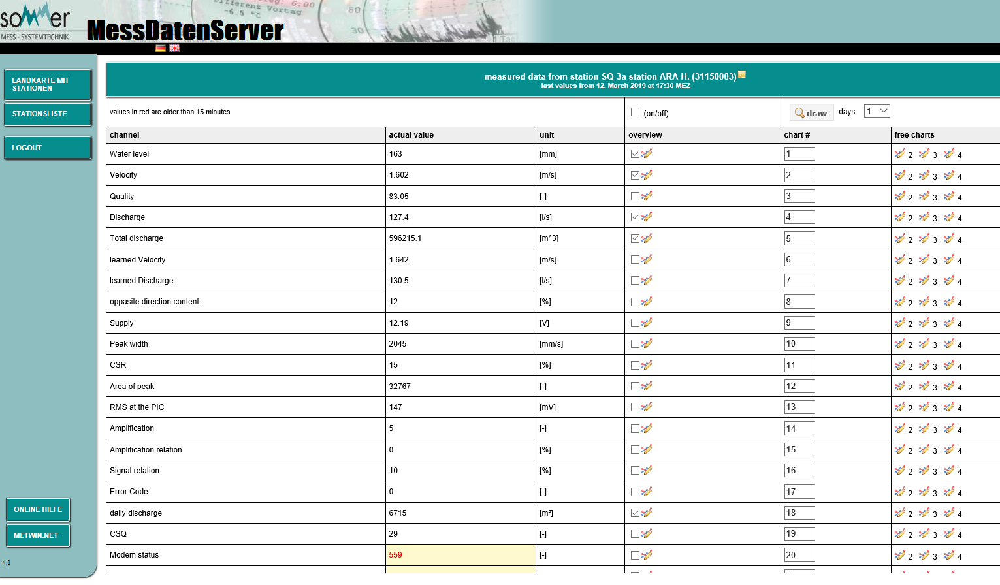 Differenz Vortag
-6.5 °C
6:00
60
30
sommer
MESS - SYSTEMTECHNIK
MessDatenServer
LANDKARTE MIT
STATIONEN
STATIONSLISTE
LOGOUT
ONLINE HILFE
METWIN.NET
4.1
measured data from station SQ-3a station ARA H. (31150003)
last values from 12. March 2019 at 17:30 MEZ
values in red are older than 15 minutes (on/off) draw days 1
channel actual value unit overview chart # free charts
Water level 163 [mm] 1 2 3 4
Velocity 1.602 [m/s] 2 2 3 4
Quality 83.05 [-] 3 2 3 4
Discharge 127.4 [l/s] 4 2 3 4
Total discharge 596215.1 [m^3] 5 2 3 4
learned Velocity 1.642 [m/s] 6 2 3 4
learned Discharge 130.5 [l/s] 7 2 3 4
opposite direction content 12 [%] 8 2 3 4
Supply 12.19 [V] 9 2 3 4
Peak width 2045 [mm/s] 10 2 3 4
CSR 15 [%] 11 2 3 4
Area of peak 32767 [-] 12 2 3 4
RMS at the PIC 147 [mV] 13 2 3 4
Amplification 5 [-] 14 2 3 4
Amplification relation 0 [%] 15 2 3 4
Signal relation 10 [%] 16 2 3 4
Error Code 0 [-] 17 2 3 4
daily discharge 6715 [m³] 18 2 3 4
CSQ 29 [-] 19 2 3 4
Modem status 559 [-] 20 2 3 4